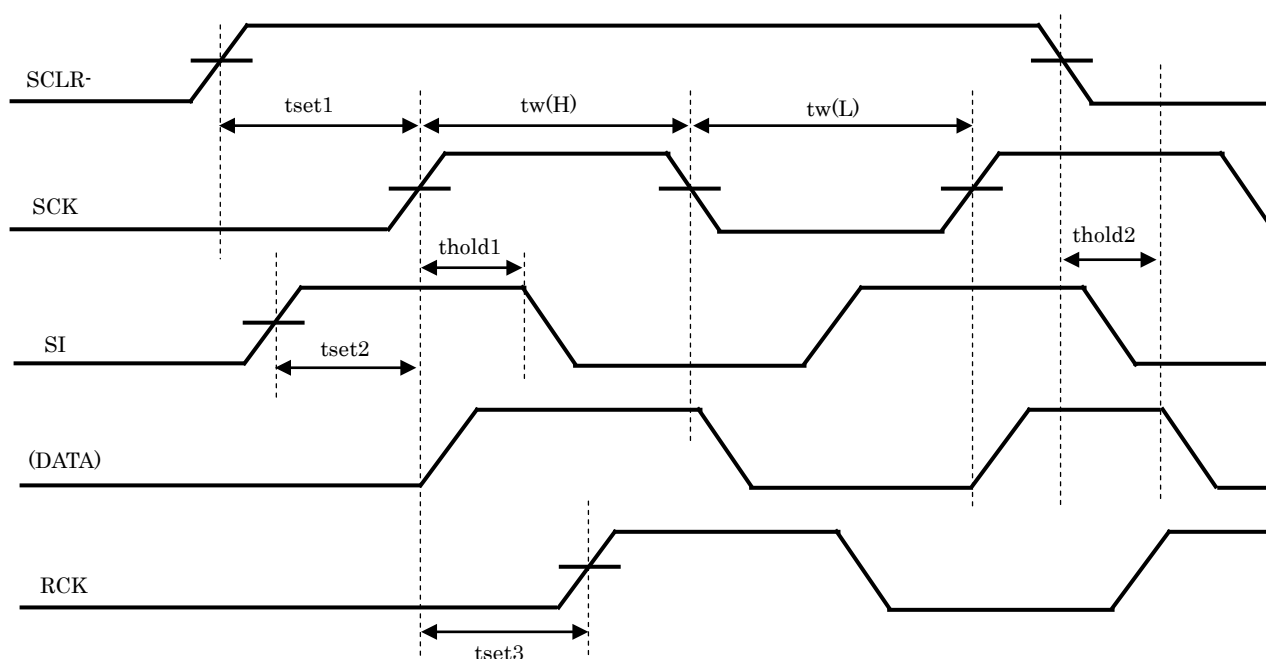 SCLR-
tset1
tw(H)
tw(L)
SCK
thold1
thold2
SI
tset2
(DATA)
RCK
tset3